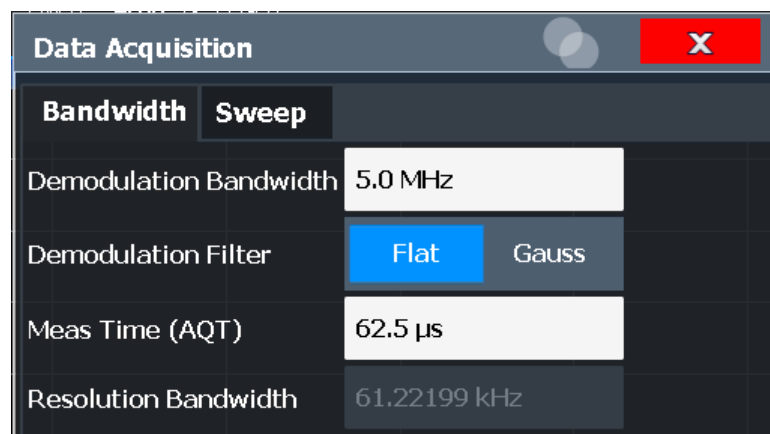 Data Acquisition X
Bandwidth Sweep
Demodulation Bandwidth 5.0 MHz
Demodulation Filter Flat Gauss
Meas Time (AQT) 62.5 µs
Resolution Bandwidth 61.22199 kHz